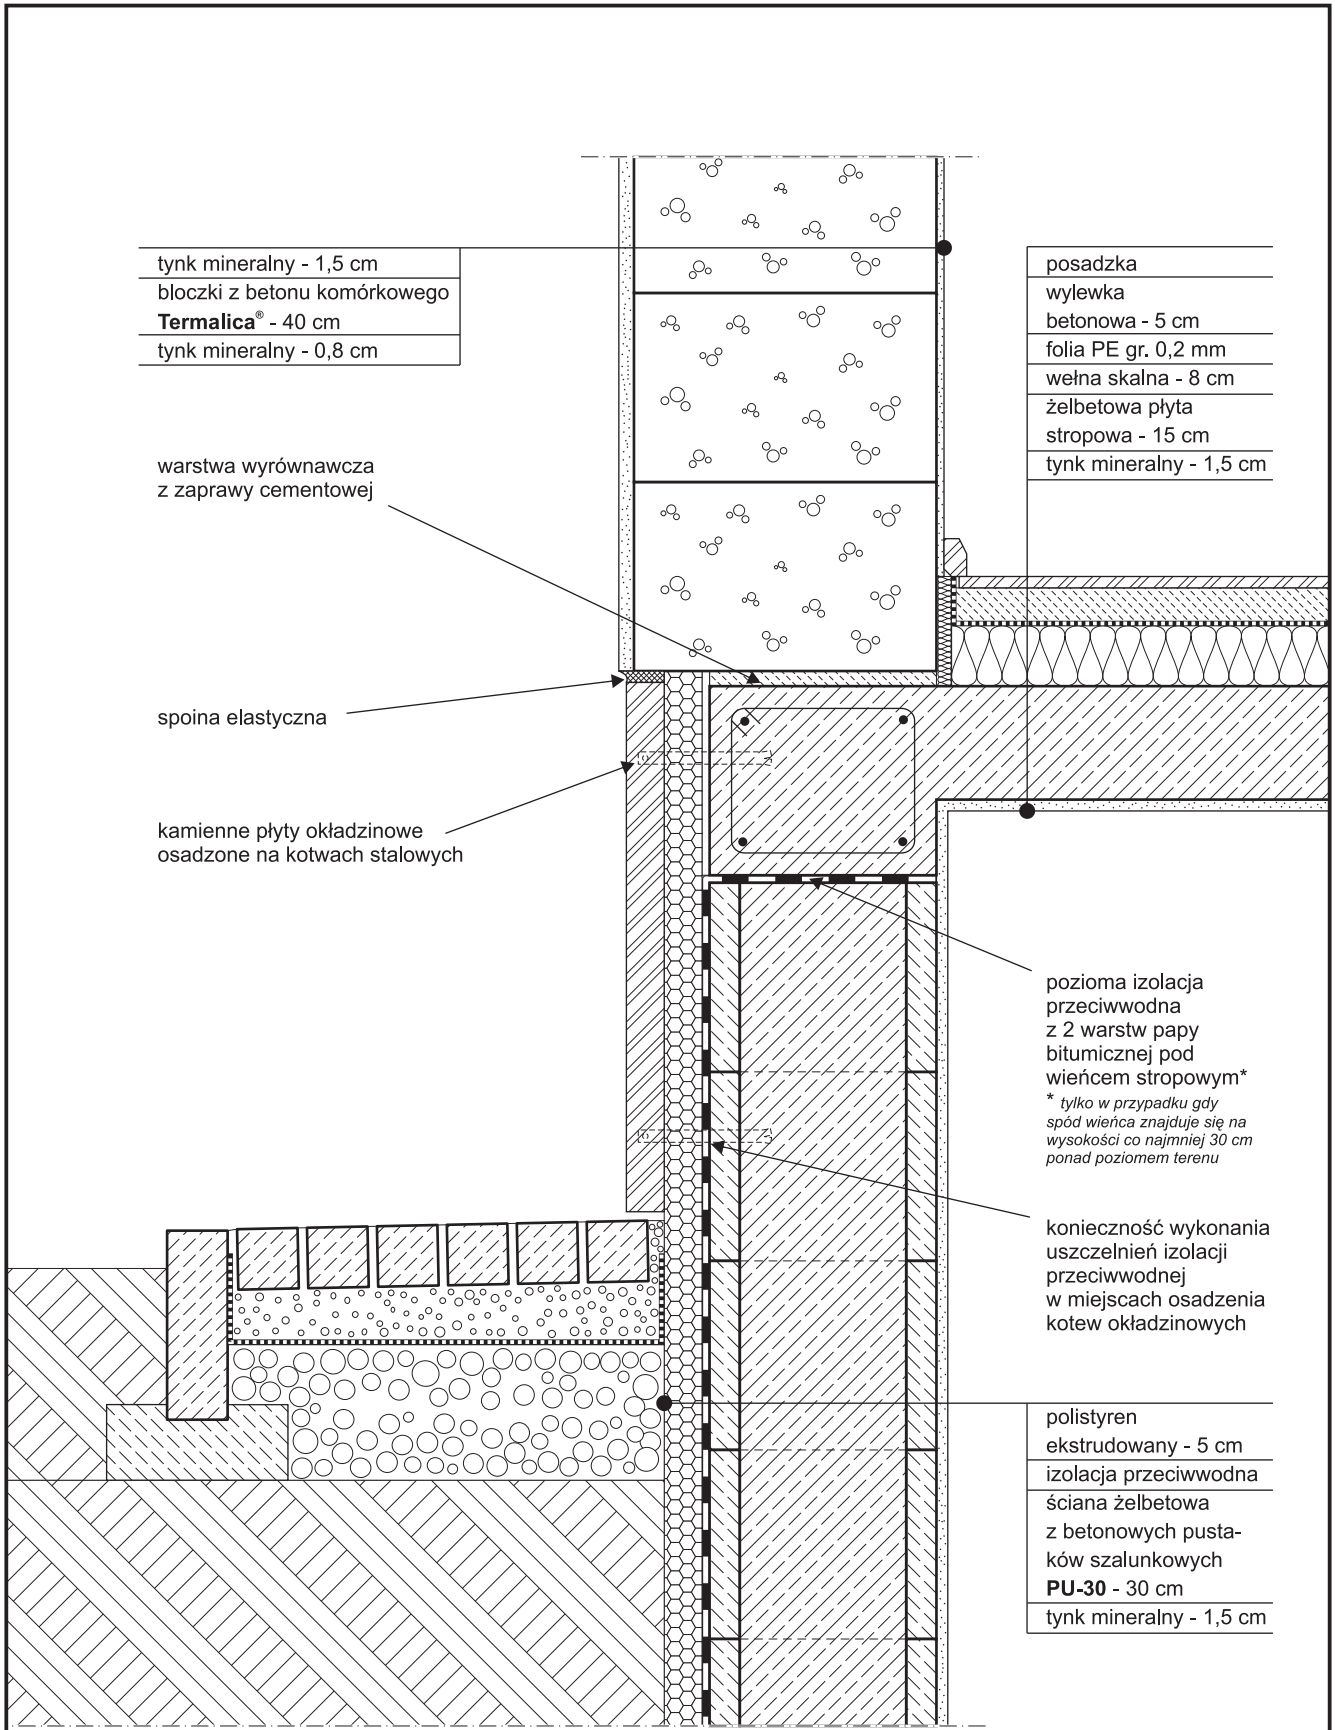 tynk mineralny - 1,5 cm
bloczki z betonu komórkowego
Termalica® - 40 cm
tynk mineralny - 0,8 cm
warstwa wyrównawcza
z zaprawy cementowej
spoina elastyczna
kamienne płyty okładzinowe
osadzone na kotwach stalowych
posadzka
wylewka
betonowa - 5 cm
folia PE gr. 0,2 mm
wełna skalna - 8 cm
żelbetowa płyta
stropowa - 15 cm
tynk mineralny - 1,5 cm
pozioma izolacja
przeciwwodna
z 2 warstw papy
bitumicznej pod
wieńcem stropowym*
* tylko w przypadku gdy
spód wieńca znajduje się na
wysokości co najmniej 30 cm
ponad poziomem terenu
konieczność wykonania
uszczelnień izolacji
przeciwwodnej
w miejscach osadzenia
kotew okładzinowych
polistyren
ekstrudowany - 5 cm
izolacja przeciwwodna
ściana żelbetowa
z betonowych pusta-
ków szalunkowych
PU-30 - 30 cm
tynk mineralny - 1,5 cm